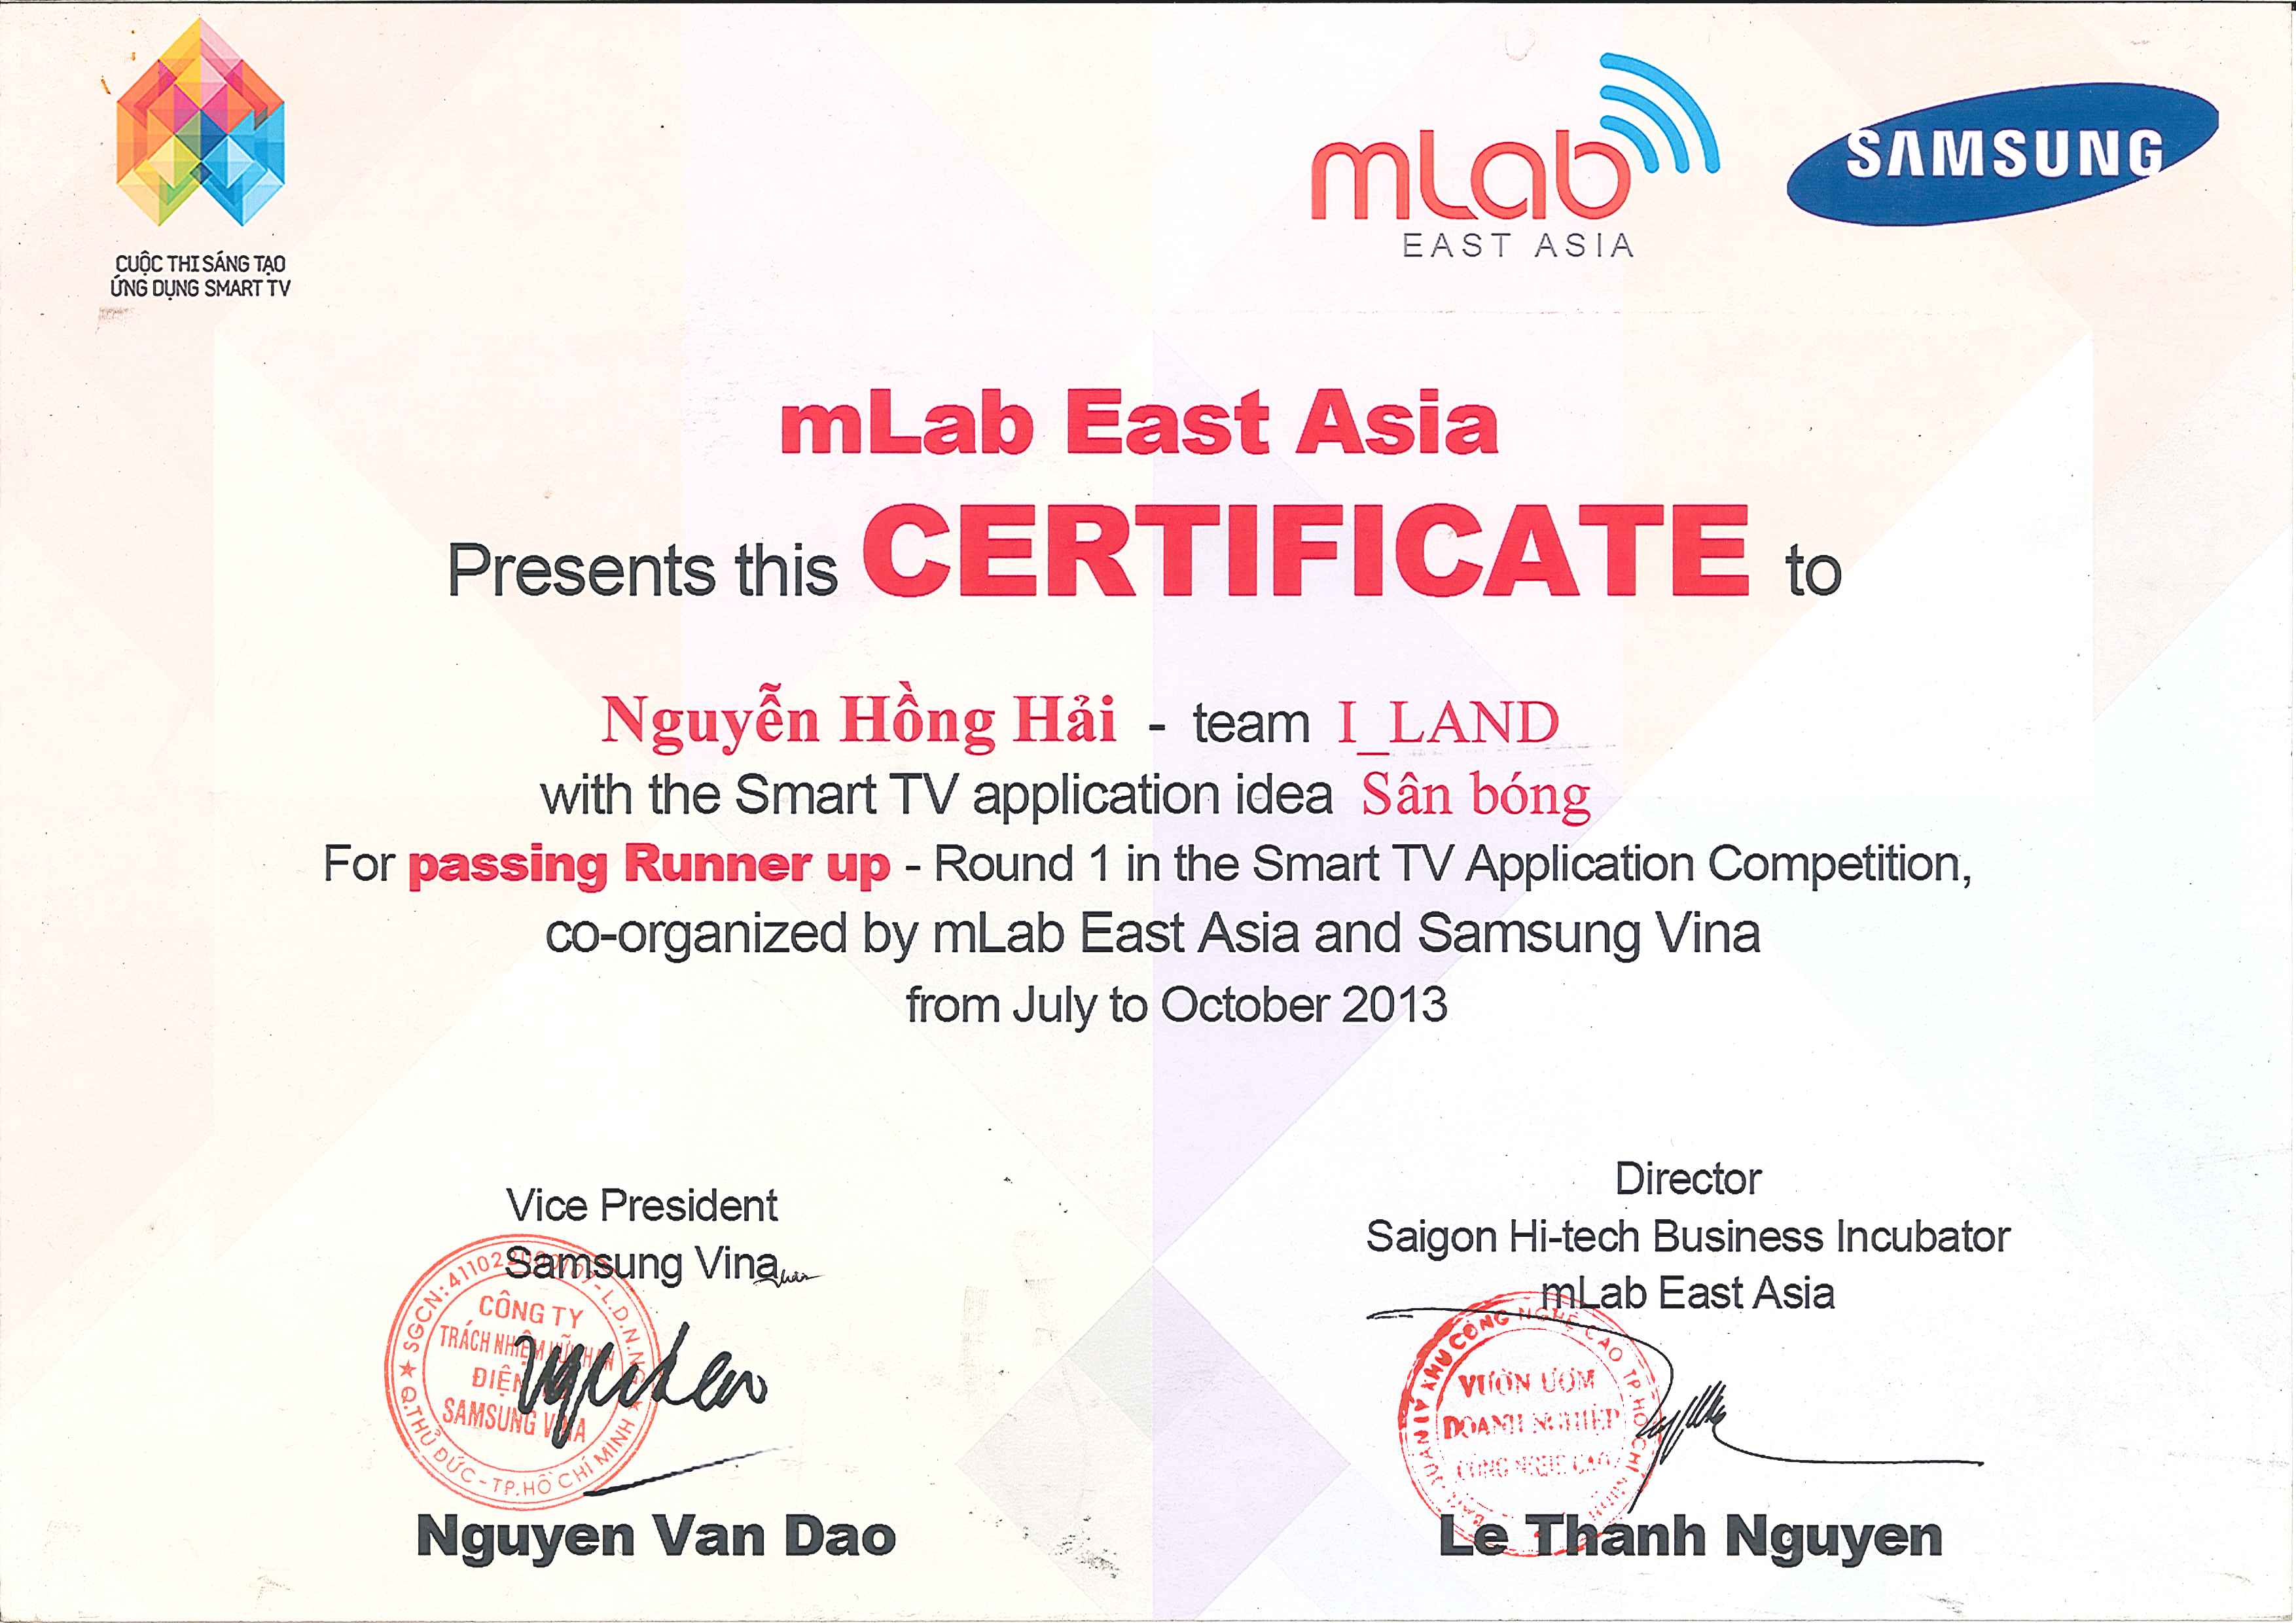 CUỘC THI SÁNG TẠO
ỨNG DỤNG SMART TV
mLab
EAST ASIA
SAMSUNG
mLab East Asia
Presents this CERTIFICATE to
Nguyễn Hồng Hải - team I_LAND
with the Smart TV application idea Sân bóng
For passing Runner up - Round 1 in the Smart TV Application Competition,
co-organized by mLab East Asia and Samsung Vina
from July to October 2013
Vice President
Samsung Vina
CÔNG TY
TRÁCH NHIỆM HỮU HẠN
ĐIỆN
SAMSUNG VINA
Q.THỦ ĐỨC - TP.HỒ CHÍ MINH
Nguyen Van Dao
Director
Saigon Hi-tech Business Incubator
mLab East Asia
KHU CÔNG NGHỆ CAO TP.HỒ CHÍ MINH
VƯỜN ƯƠM
DOANH NGHIỆP
CÔNG NGHỆ CAO
Le Thanh Nguyen